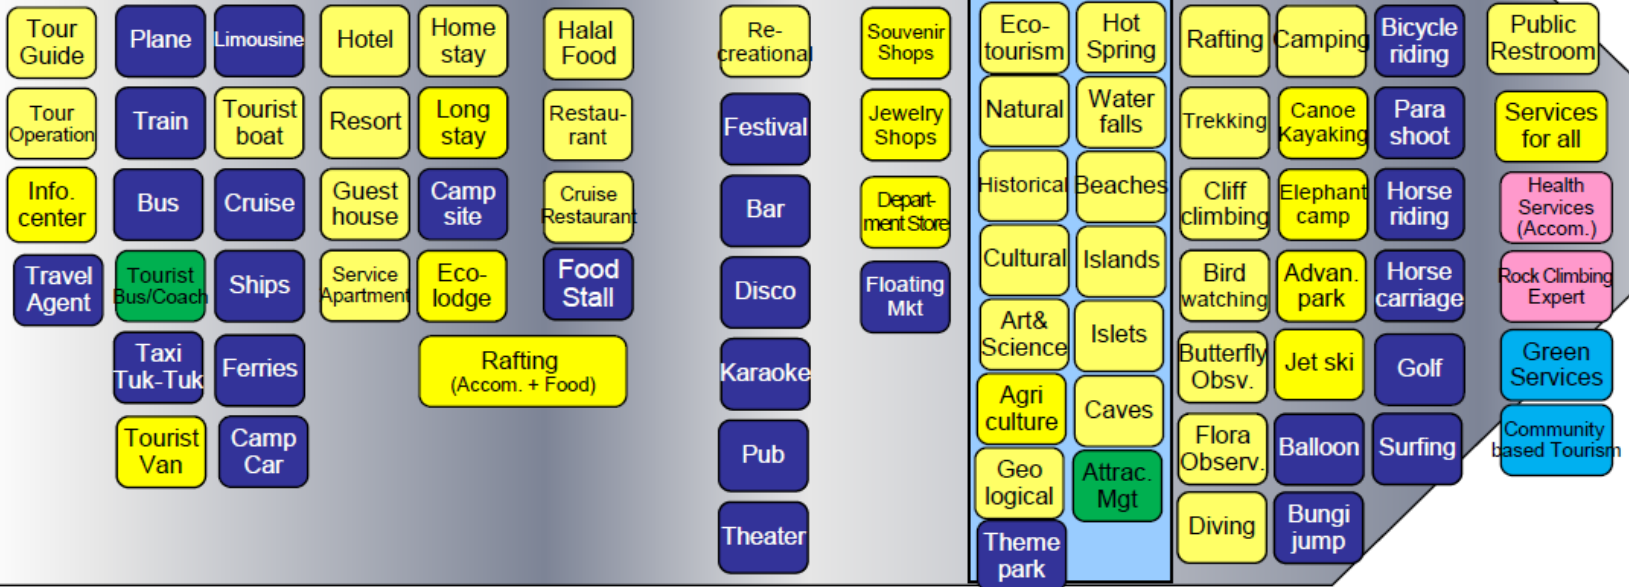 Tour
Guide
Tour
Operation
Info.
center
Travel
Agent
Plane
Train
Bus
Tourist
Bus/Coach
Taxi
Tuk-Tuk
Tourist
Van
Limousine
Tourist
boat
Cruise
Ships
Ferries
Camp
Car
Hotel
Resort
Guest
house
Service
Apartment
Home
stay
Long
stay
Camp
site
Eco-
lodge
Rafting
(Accom. + Food)
Halal
Food
Restau-
rant
Cruise
Restaurant
Food
Stall
Re-
creational
Festival
Bar
Disco
Karaoke
Pub
Theater
Souvenir
Shops
Jewelry
Shops
Depart-
ment Store
Floating
Mkt
Eco-
tourism
Natural
Historical
Cultural
Art&
Science
Agri
culture
Geo
logical
Theme
park
Hot
Spring
Water
falls
Beaches
Islands
Islets
Caves
Attrac.
Mgt
Rafting
Trekking
Cliff
climbing
Bird
watching
Butterfly
Obsv.
Flora
Observ.
Diving
Camping
Canoe
Kayaking
Elephant
camp
Advan.
park
Jet ski
Balloon
Bungi
jump
Bicycle
riding
Para
shoot
Horse
riding
Horse
carriage
Golf
Surfing
Public
Restroom
Services
for all
Health
Services
(Accom.)
Rock Climbing
Expert
Green
Services
Community
based Tourism